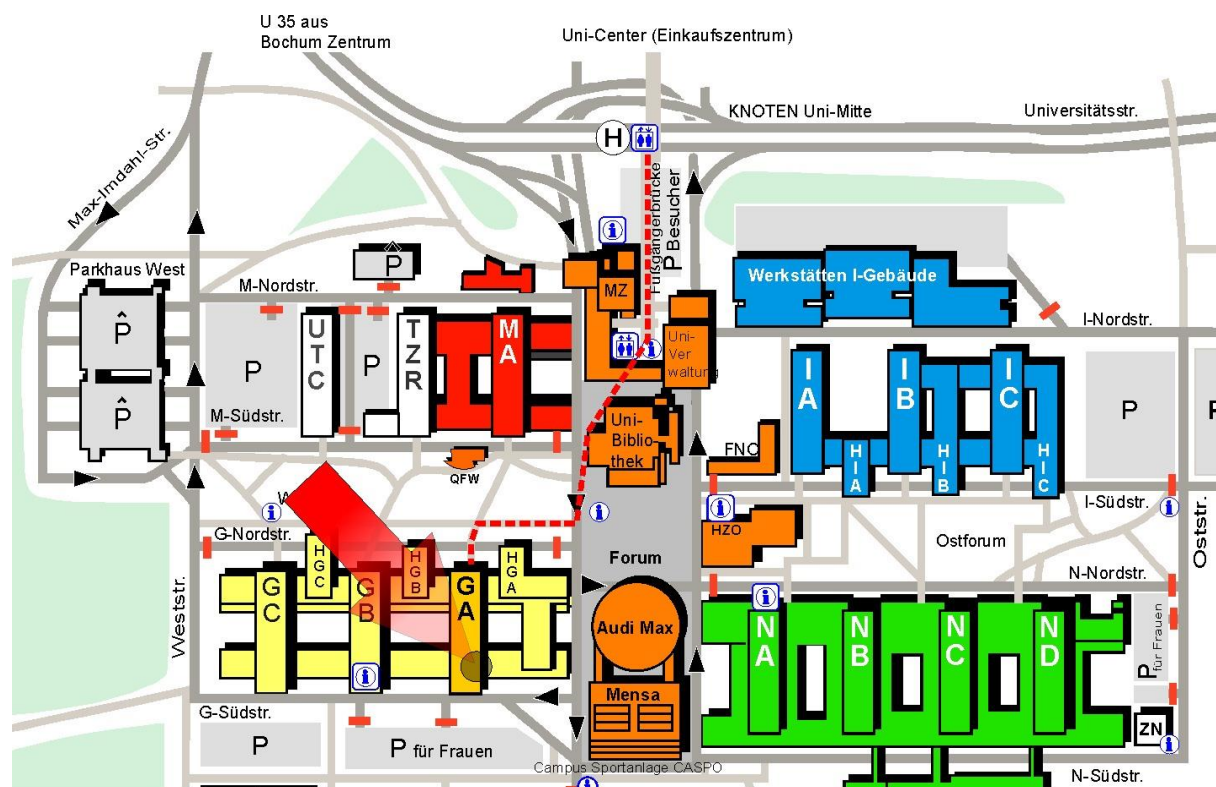 U 35 aus
Bochum Zentrum
Uni-Center (Einkaufszentrum)
KNOTEN Uni-Mitte
Universitätsstr.
H
Max-Imdahl-Str.
Fußgängerbrücke
P Besucher
i
Parkhaus West
P
M-Nordstr.
MZ
Werkstätten I-Gebäude
I-Nordstr.
P
P
UTC
P
TZR
MA
i
Uni-
Ver
waltung
IA
IB
IC
P
P
P
M-Südstr.
Uni-
Biblio
thek
FNO
HIA
HIB
HIC
QFW
W
i
i
i
I-Südstr.
i
G-Nordstr.
HZO
Ostforum
Oststr.
HGC
HGB
HGA
Forum
N-Nordstr.
GC
GB
GA
i
Audi Max
NA
NB
NC
ND
P
für Frauen
Weststr.
i
Mensa
ZN
i
G-Südstr.
P
P für Frauen
Campus Sportanlage CASPO
N-Südstr.
i